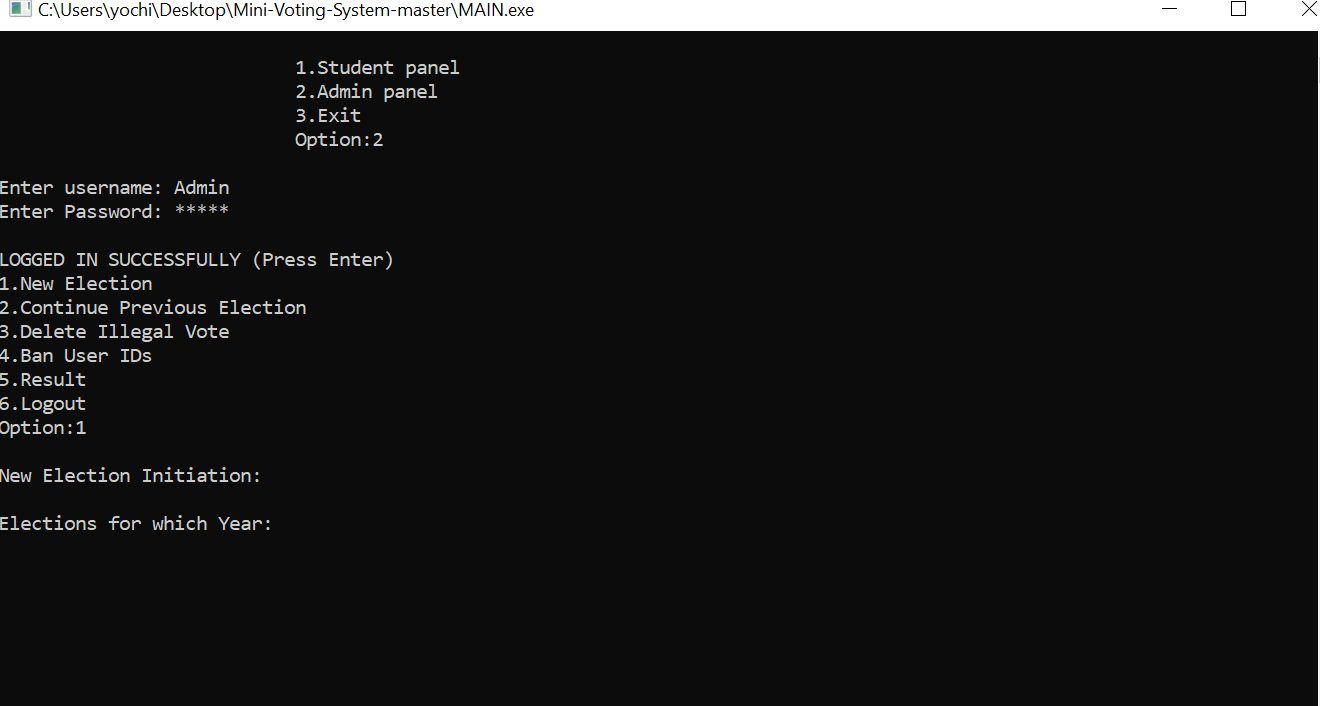 C:\Users\yochi\Desktop\Mini-Voting-System-master\MAIN.exe
1.Student panel
2.Admin panel
3.Exit
Option:2
Enter username: Admin
Enter Password: *****
LOGGED IN SUCCESSFULLY (Press Enter)
1.New Election
2.Continue Previous Election
3.Delete Illegal Vote
4.Ban User IDs
5.Result
6.Logout
Option:1
New Election Initiation:
Elections for which Year: